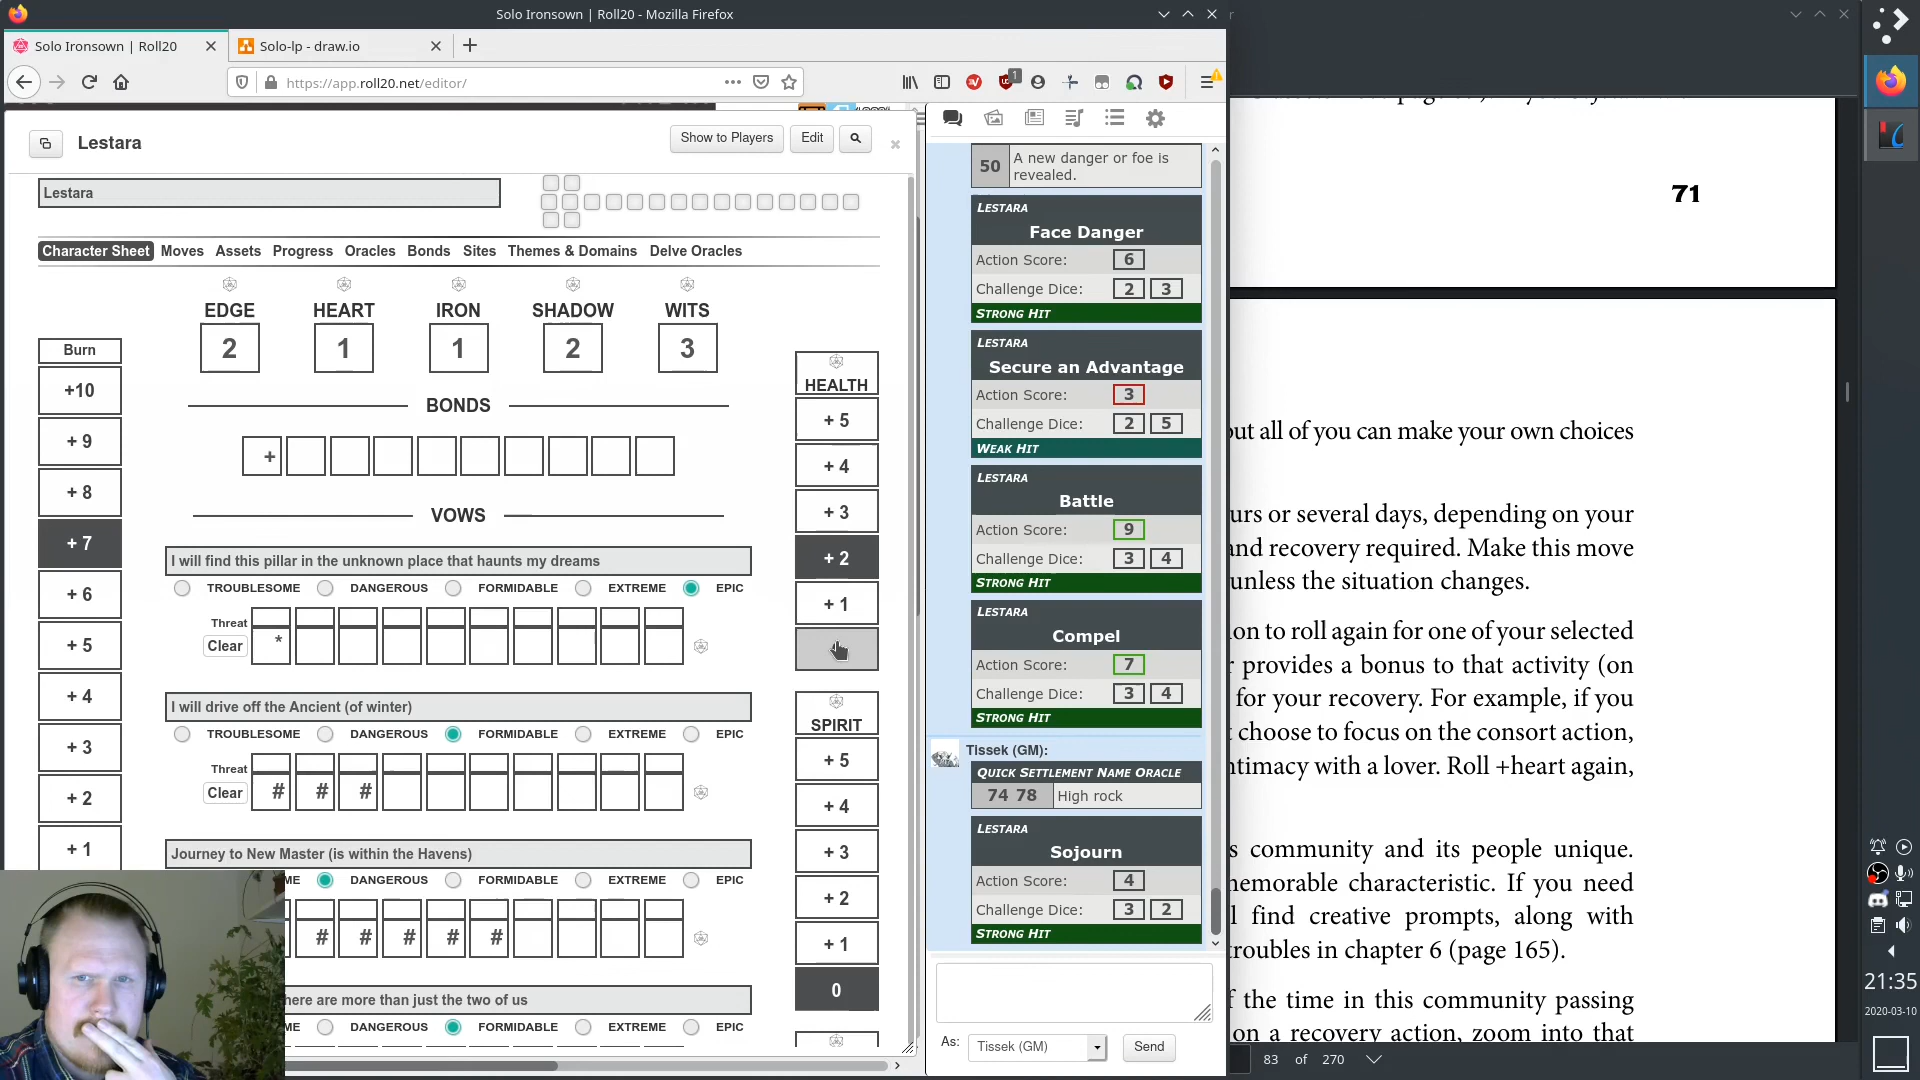 Solo Ironsown | Roll20 - Mozilla Firefox
Solo Ironsown | Roll20
Solo-lp - draw.io
https://app.roll20.net/editor/
1
Lestara
Show to Players
Edit
Lestara
Character Sheet
Moves
Assets
Progress
Oracles
Bonds
Sites
Themes & Domains
Delve Oracles
EDGE
HEART
IRON
SHADOW
WITS
2
1
1
2
3
Burn
+10
+ 9
+ 8
+ 7
+ 6
+ 5
+ 4
+ 3
+ 2
+ 1
BONDS
+
VOWS
I will find this pillar in the unknown place that haunts my dreams
TROUBLESOME
DANGEROUS
FORMIDABLE
EXTREME
EPIC
Threat
Clear
*
I will drive off the Ancient (of winter)
TROUBLESOME
DANGEROUS
FORMIDABLE
EXTREME
EPIC
Threat
Clear
# # #
Journey to New Master (is within the Havens)
ME
DANGEROUS
FORMIDABLE
EXTREME
EPIC
# # # # #
here are more than just the two of us
ME
DANGEROUS
FORMIDABLE
EXTREME
EPIC
HEALTH
+ 5
+ 4
+ 3
+ 2
+ 1
SPIRIT
+ 5
+ 4
+ 3
+ 2
+ 1
0
50
A new danger or foe is
revealed.
LESTARA
Face Danger
Action Score: 6
Challenge Dice: 2 3
STRONG HIT
LESTARA
Secure an Advantage
Action Score: 3
Challenge Dice: 2 5
WEAK HIT
LESTARA
Battle
Action Score: 9
Challenge Dice: 3 4
STRONG HIT
LESTARA
Compel
Action Score: 7
Challenge Dice: 3 4
STRONG HIT
Tissek (GM):
QUICK SETTLEMENT NAME ORACLE
74 78 High rock
LESTARA
Sojourn
Action Score: 4
Challenge Dice: 3 2
STRONG HIT
As:
Tissek (GM)
Send
71
but all of you can make your own choices
urs or several days, depending on your
and recovery required. Make this move
unless the situation changes.
ion to roll again for one of your selected
r provides a bonus to that activity (on
for your recovery. For example, if you
t choose to focus on the consort action,
ntimacy with a lover. Roll +heart again,
s community and its people unique.
nemorable characteristic. If you need
l find creative prompts, along with
troubles in chapter 6 (page 165).
f the time in this community passing
on a recovery action, zoom into that
83 of 270
21:35
2020-03-10